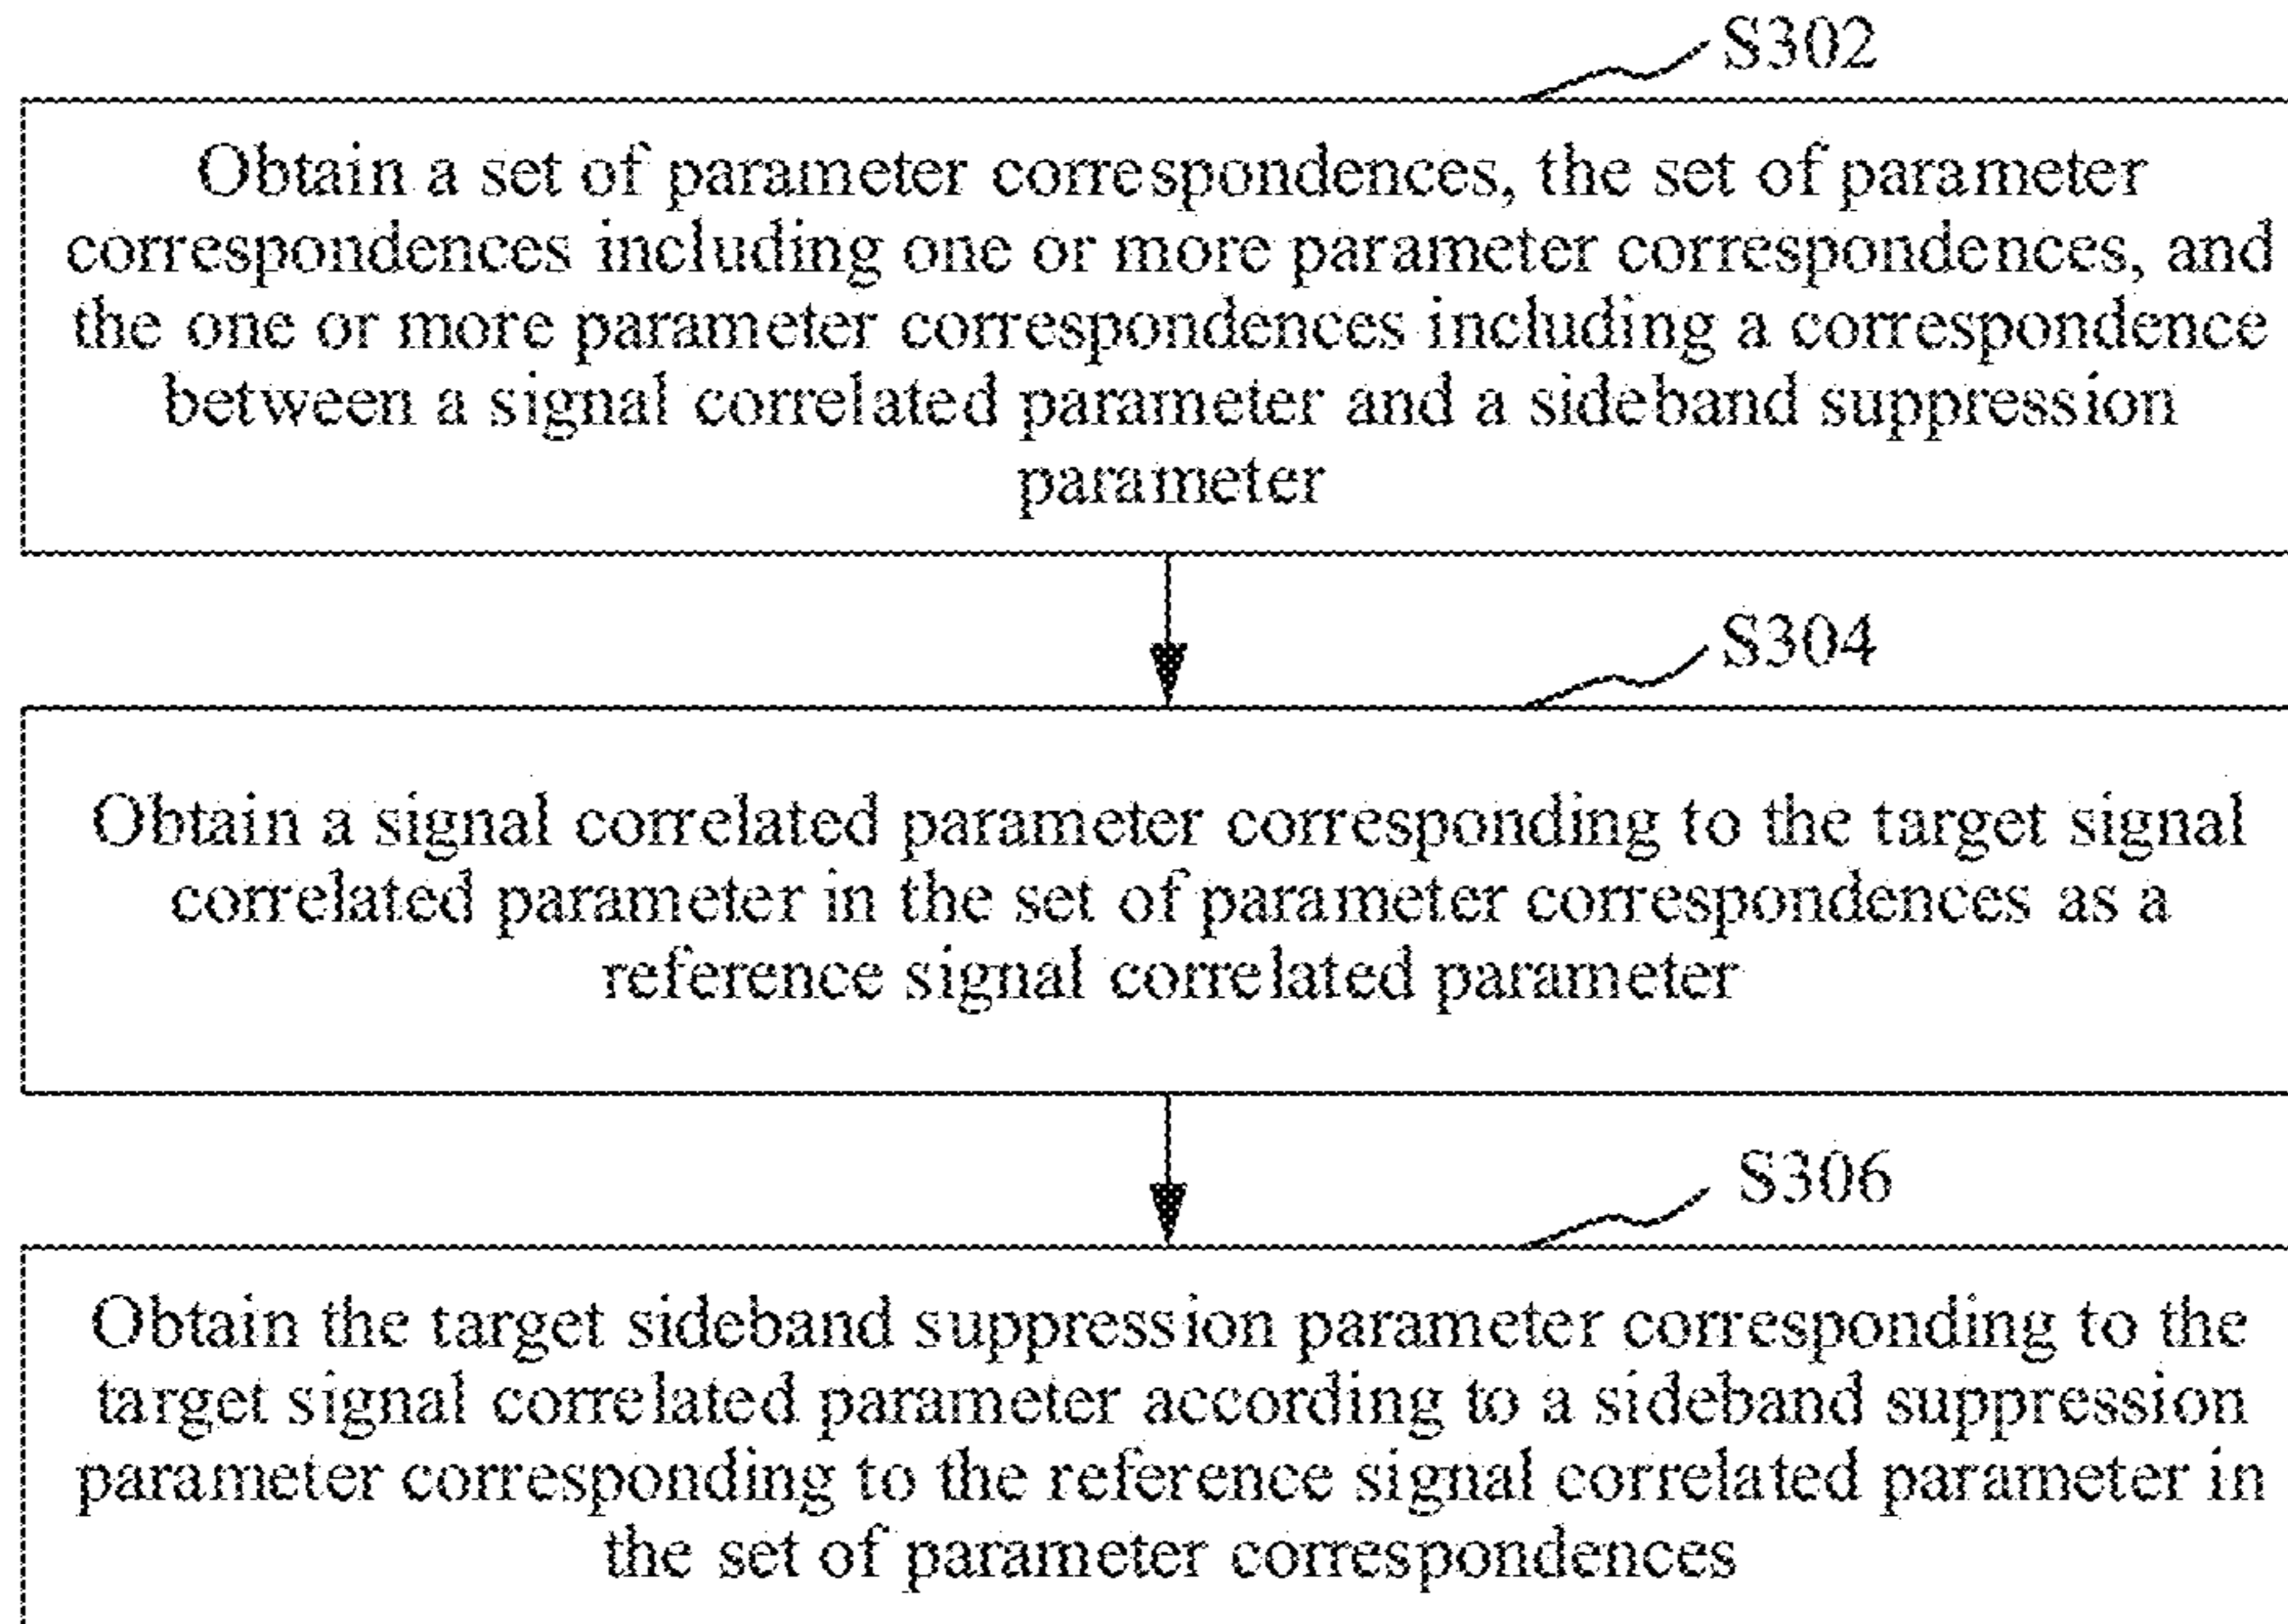 S302
Obtain a set of parameter correspondences, the set of parameter
correspondences including one or more parameter correspondences, and
the one or more parameter correspondences including a correspondence
between a signal correlated parameter and a sideband suppression
parameter
S304
Obtain a signal correlated parameter corresponding to the target signal
correlated parameter in the set of parameter correspondences as a
reference signal correlated parameter
S306
Obtain the target sideband suppression parameter corresponding to the
target signal correlated parameter according to a sideband suppression
parameter corresponding to the reference signal correlated parameter in
the set of parameter correspondences